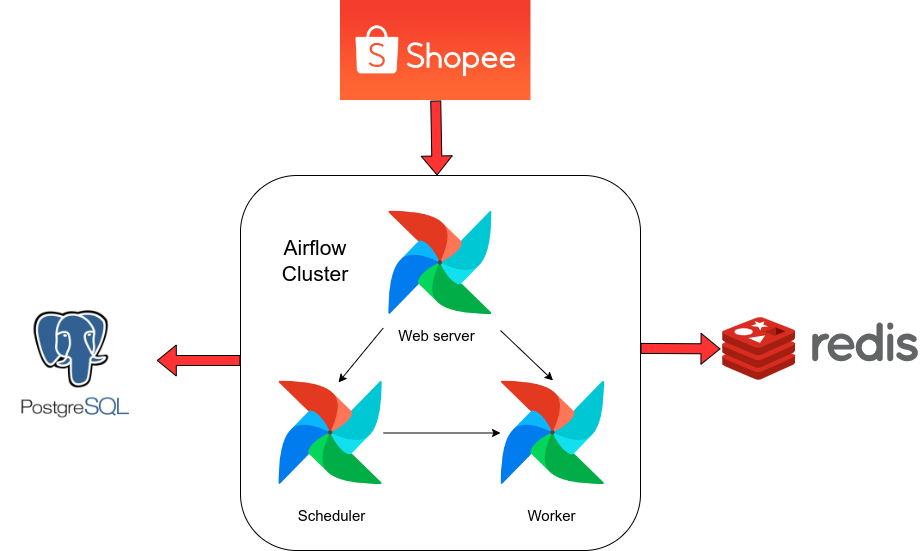 Shopee
Airflow
Cluster
Web server
PostgreSQL
redis
Scheduler
Worker